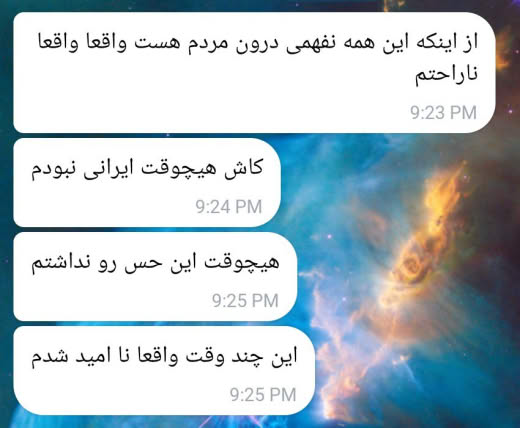 از اینکه این همه نفهمی درون مردم هست واقعا واقعا
ناراحتم
9:23 PM
کاش هیچوقت ایرانی نبودم
9:24 PM
هیچوقت این حس رو نداشتم
9:25 PM
این چند وقت واقعا نا امید شدم
9:25 PM